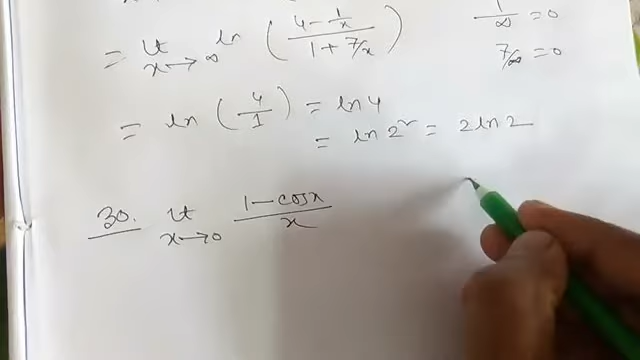 = lt x→∞ ln ( (4 - 1/x) / (1 + 7/x) )
1/∞ = 0
7/∞ = 0
= ln ( 4/1 ) = ln 4
= ln 2² = 2 ln 2
30. lt x→0 (1 - cosx) / x